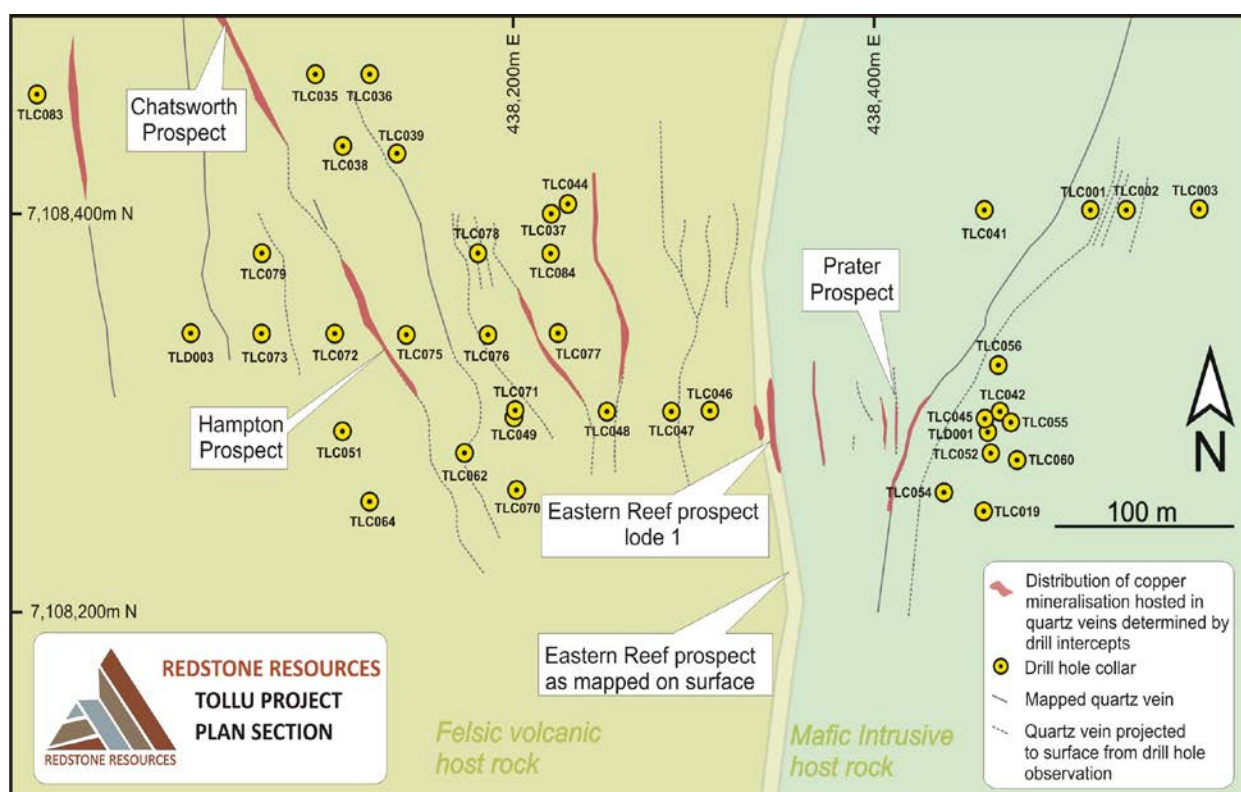 438,200m E
438,400m E
7,108,400m N
7,108,200m N
Chatsworth
Prospect
Hampton
Prospect
Prater
Prospect
Eastern Reef prospect
lode 1
Eastern Reef prospect
as mapped on surface
TLC083
TLC035
TLC036
TLC038
TLC039
TLC044
TLC037
TLC078
TLC084
TLC079
TLD003
TLC073
TLC072
TLC075
TLC076
TLC077
TLC071
TLC049
TLC048
TLC047
TLC046
TLC051
TLC062
TLC064
TLC070
TLC041
TLC001
TLC002
TLC003
TLC056
TLC042
TLC045
TLC055
TLD001
TLC052
TLC060
TLC054
TLC019
N
100 m
Felsic volcanic
host rock
Mafic Intrusive
host rock
REDSTONE RESOURCES
TOLLU PROJECT
PLAN SECTION
REDSTONE RESOURCES
Distribution of copper
mineralisation hosted in
quartz veins determined by
drill intercepts
Drill hole collar
Mapped quartz vein
Quartz vein projected
to surface from drill hole
observation